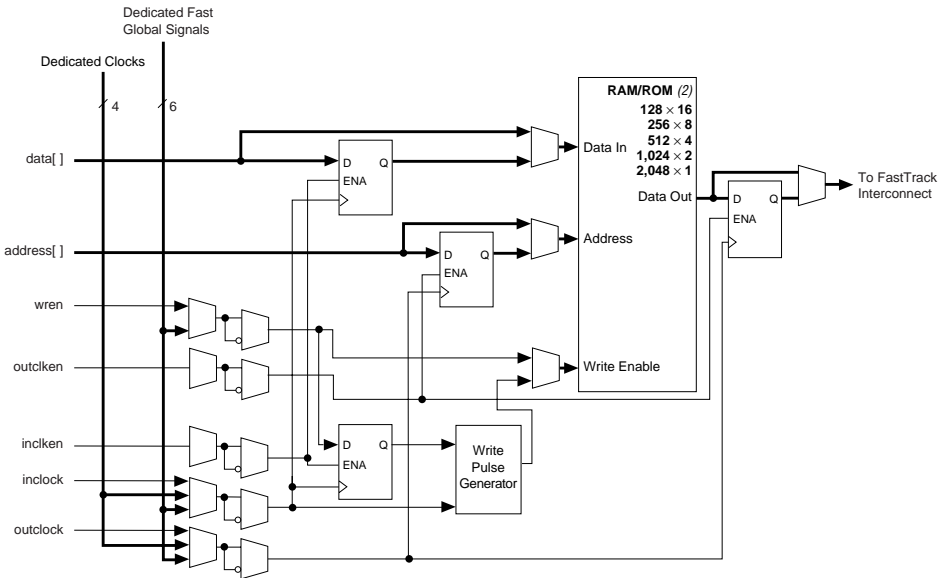 Dedicated Fast
Global Signals
Dedicated Clocks
4
6
RAM/ROM (2)
128 × 16
256 × 8
512 × 4
1,024 × 2
2,048 × 1
data[ ]
D
Q
ENA
Data In
Data Out
D
Q
ENA
To FastTrack
Interconnect
address[ ]
D
Q
ENA
Address
wren
outclken
Write Enable
inclken
D
Q
ENA
Write
Pulse
Generator
inclock
outclock